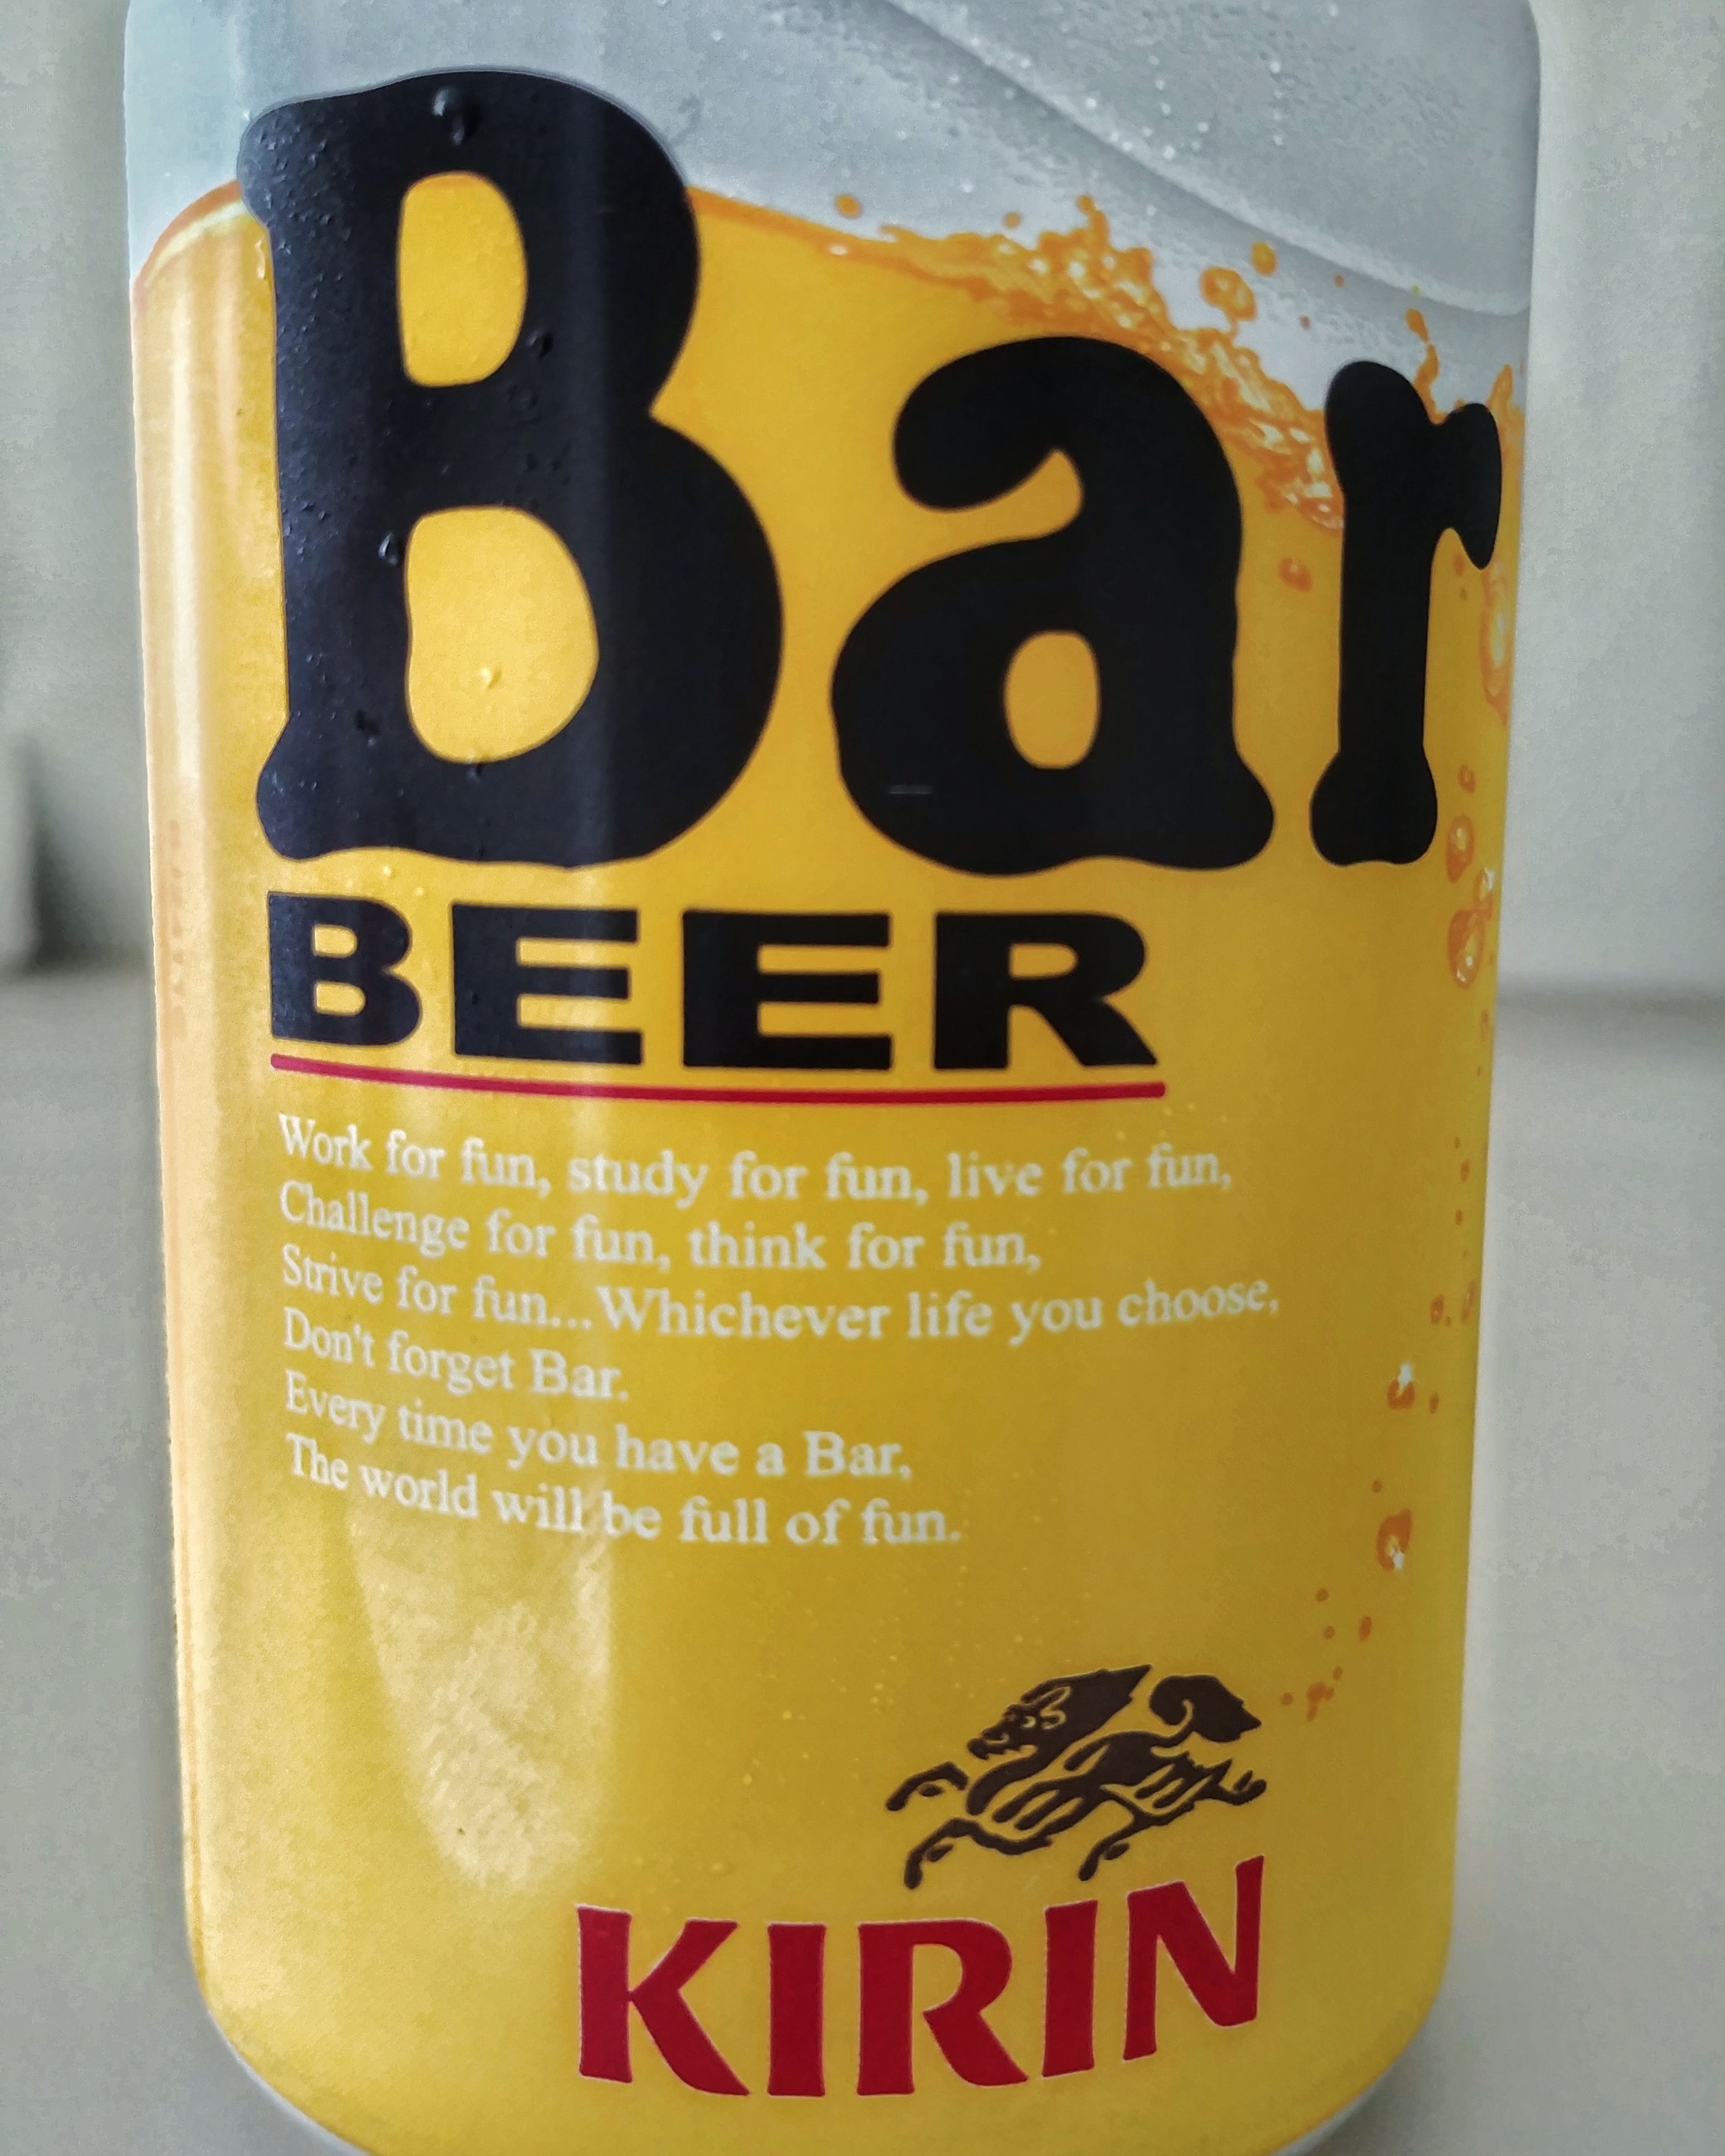 Bar
BEER
Work for fun, study for fun, live for fun,
Challenge for fun, think for fun,
Strive for fun...Whichever life you choose,
Don't forget Bar.
Every time you have a Bar,
The world will be full of fun.
KIRIN